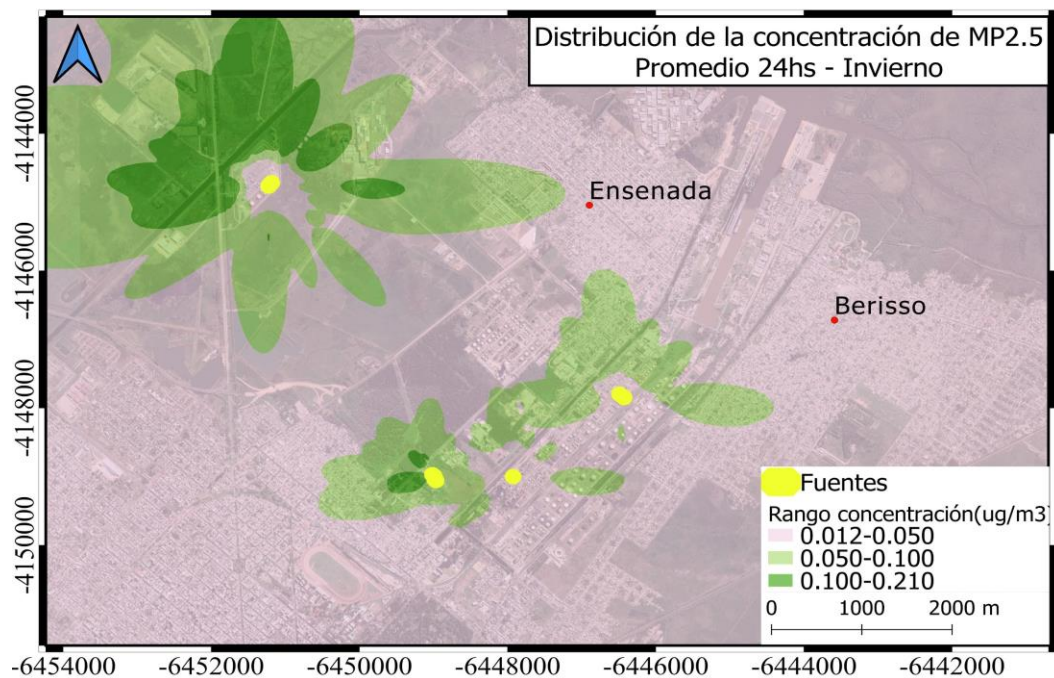 Distribución de la concentración de MP2.5
Promedio 24hs - Invierno
-4144000
Ensenada
-4146000
Berisso
-4148000
Fuentes
Rango concentración(ug/m3)
0.012-0.050
0.050-0.100
0.100-0.210
-4150000
0 1000 2000 m
-6454000 -6452000 -6450000 -6448000 -6446000 -6444000 -6442000